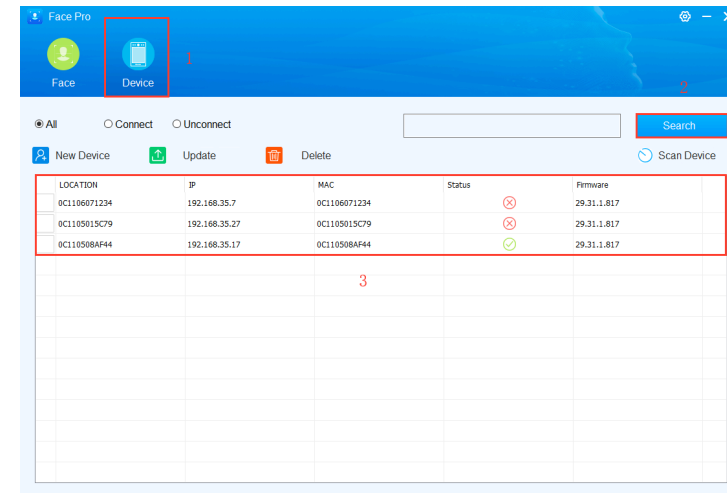 Face Pro
Face
Device
1
2
All
Connect
Unconnect
Search
New Device
Update
Delete
Scan Device
LOCATION IP MAC Status Firmware
0C1106071234 192.168.35.7 0C1106071234 29.31.1.817
0C1105015C79 192.168.35.27 0C1105015C79 29.31.1.817
0C110508AF44 192.168.35.17 0C110508AF44 29.31.1.817
3